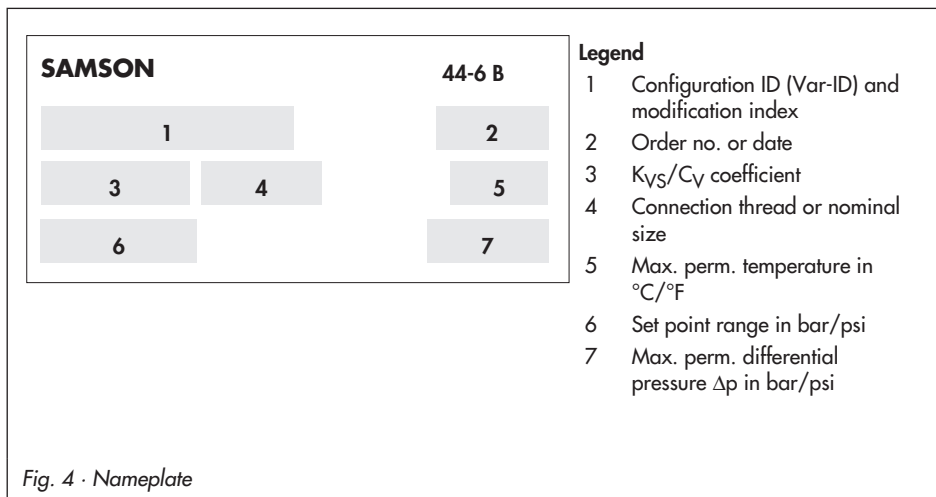 SAMSON 44-6 B
1 2
3 4 5
6 7
Legend
1 Configuration ID (Var-ID) and
modification index
2 Order no. or date
3 KVS/CV coefficient
4 Connection thread or nominal
size
5 Max. perm. temperature in
°C/°F
6 Set point range in bar/psi
7 Max. perm. differential
pressure Δp in bar/psi
Fig. 4 · Nameplate